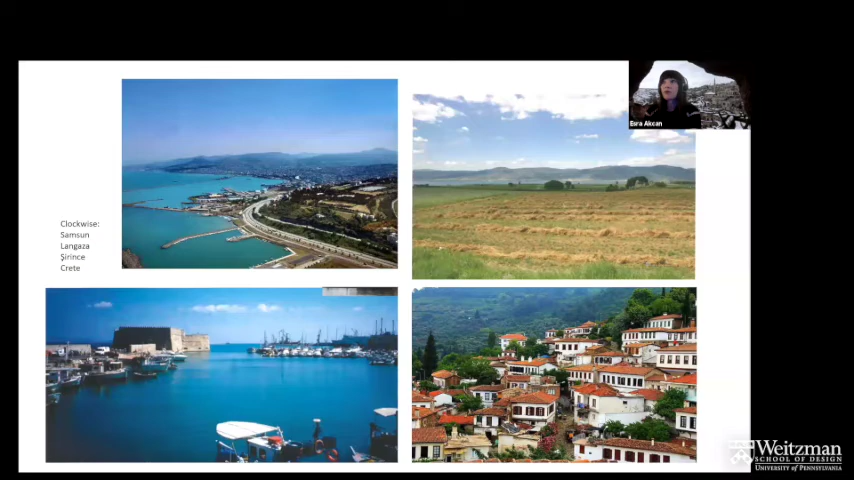 Esra Akcan
Clockwise:
Samsun
Langaza
Şirince
Crete
Weitzman
SCHOOL OF DESIGN
UNIVERSITY of PENNSYLVANIA